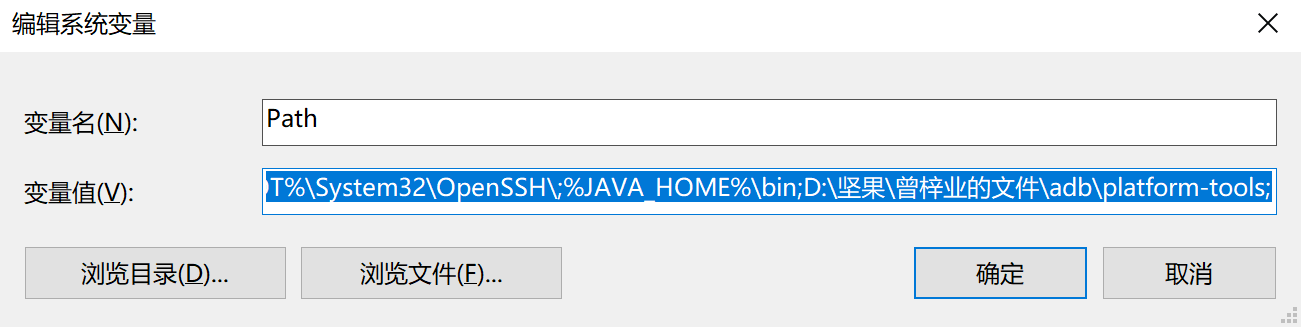 编辑系统变量
变量名(N):
Path
变量值(V):
T%\System32\OpenSSH\;%JAVA_HOME%\bin;D:\坚果\曾梓业的文件\adb\platform-tools;
浏览目录(D)...
浏览文件(F)...
确定
取消